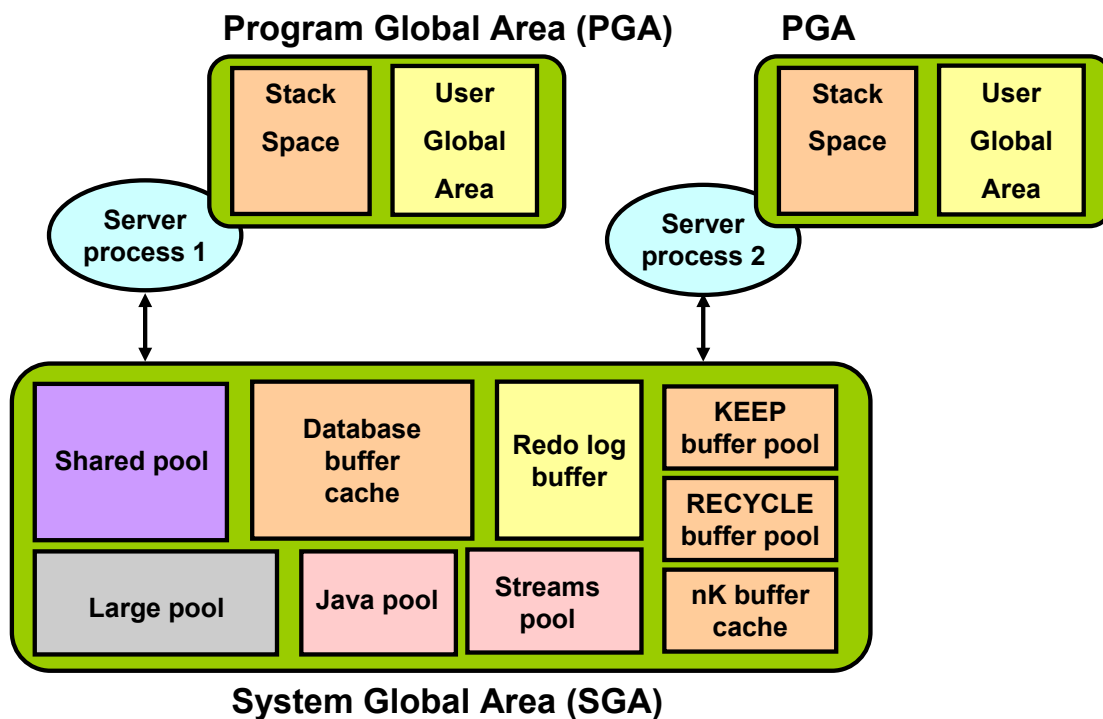 Program Global Area (PGA)
PGA
Stack
Space
User
Global
Area
Stack
Space
User
Global
Area
Server
process 1
Server
process 2
Shared pool
Database
buffer
cache
Redo log
buffer
KEEP
buffer pool
RECYCLE
buffer pool
nK buffer
cache
Large pool
Java pool
Streams
pool
System Global Area (SGA)